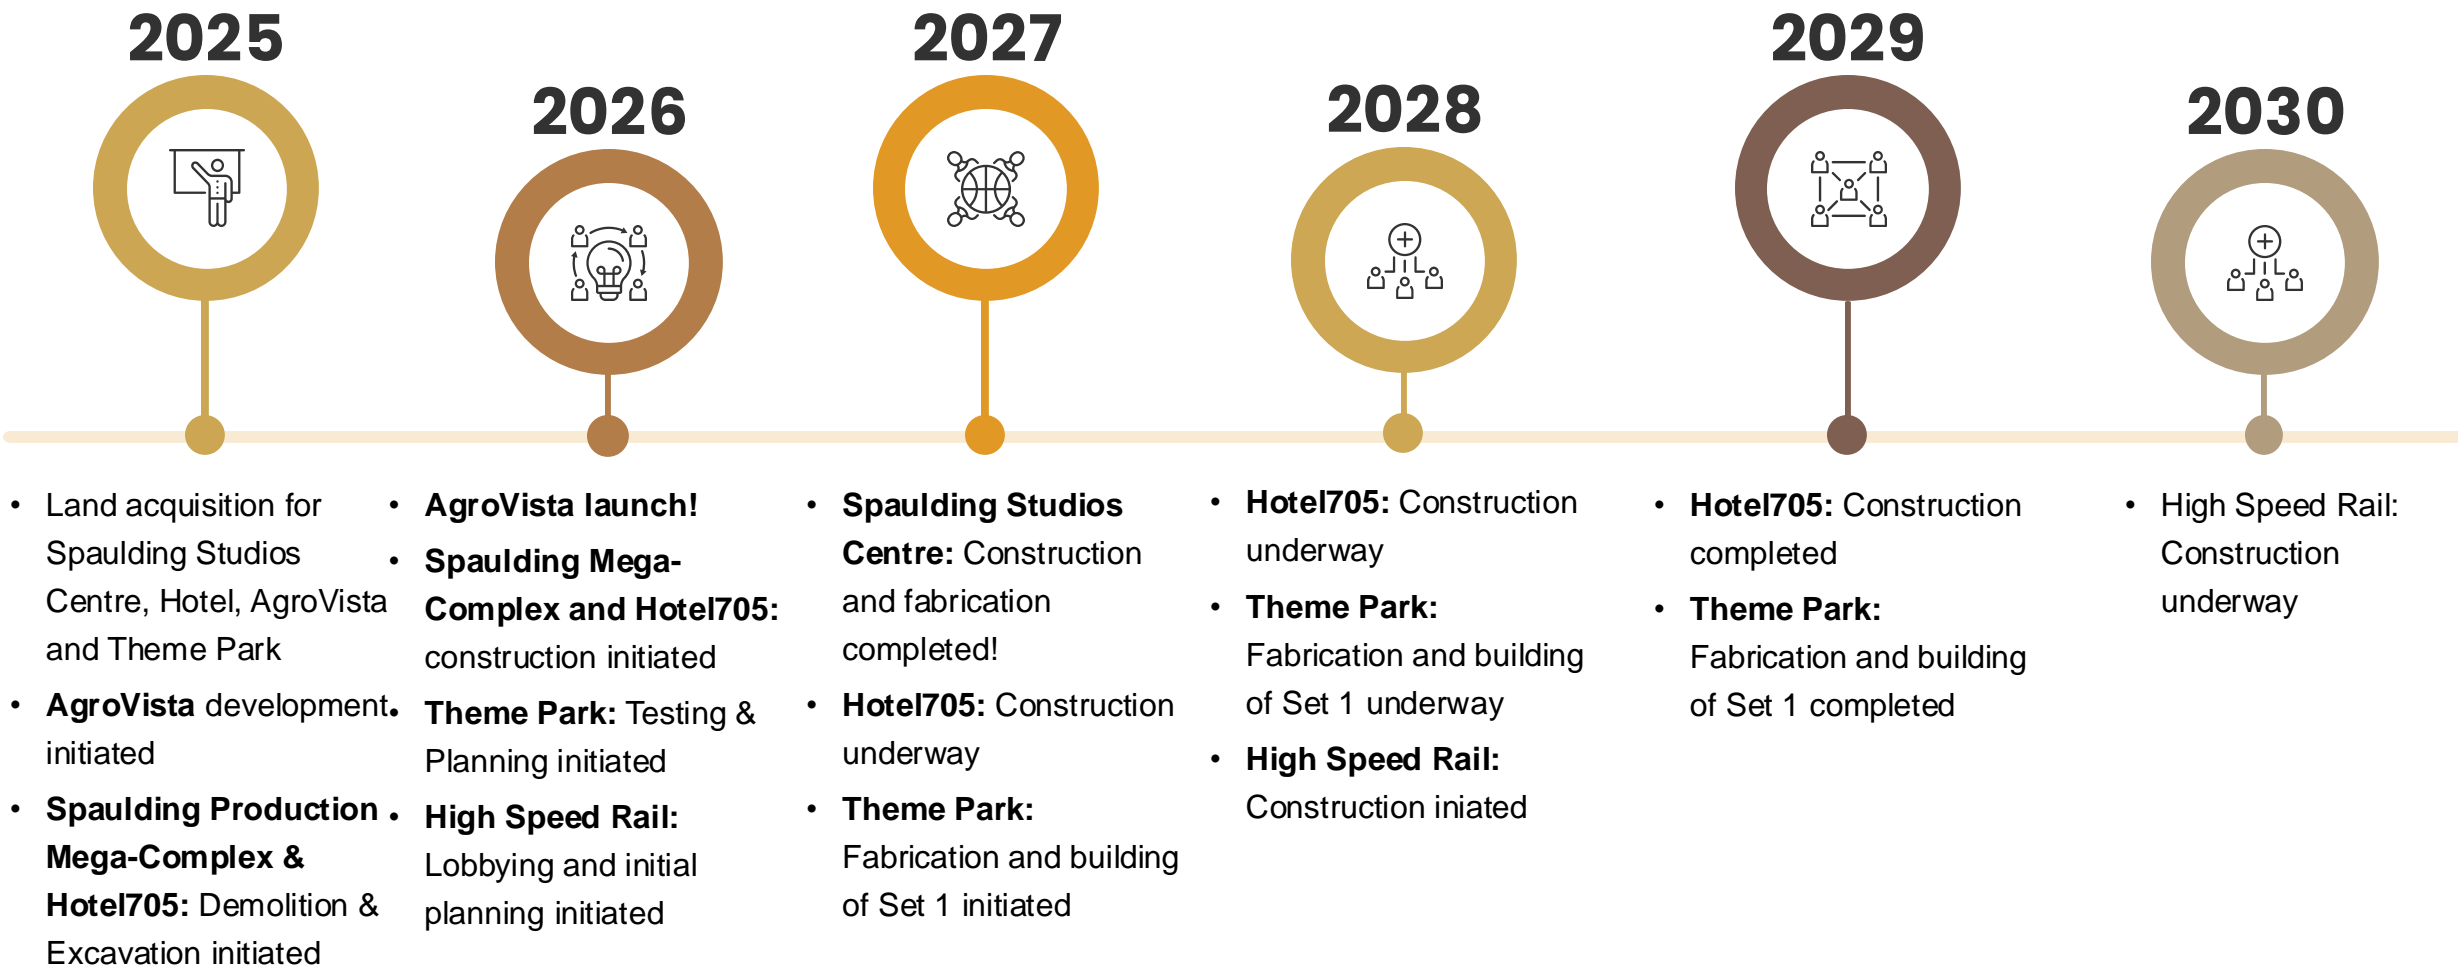 2025
• Land acquisition for
Spaulding Studios
Centre, Hotel, AgroVista
and Theme Park
• AgroVista development
initiated
• Spaulding Production
Mega-Complex &
Hotel705: Demolition &
Excavation initiated
2026
• AgroVista launch!
• Spaulding Mega-
Complex and Hotel705:
construction initiated
• Theme Park: Testing &
Planning initiated
• High Speed Rail:
Lobbying and initial
planning initiated
2027
• Spaulding Studios
Centre: Construction
and fabrication
completed!
• Hotel705: Construction
underway
• Theme Park:
Fabrication and building
of Set 1 initiated
2028
• Hotel705: Construction
underway
• Theme Park:
Fabrication and building
of Set 1 underway
• High Speed Rail:
Construction iniated
2029
• Hotel705: Construction
completed
• Theme Park:
Fabrication and building
of Set 1 completed
2030
• High Speed Rail:
Construction
underway